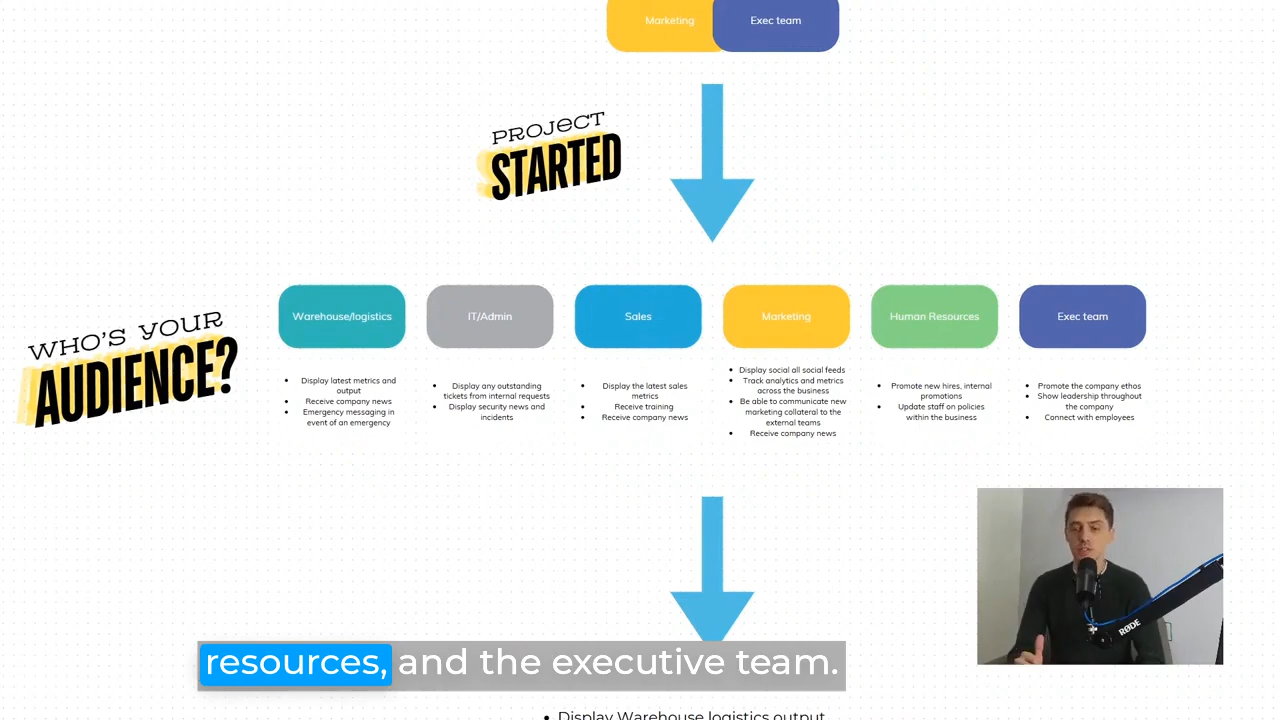 Marketing
Exec team
PROJECT
STARTED
WHO'S YOUR
AUDIENCE?
Warehouse/logistics
IT/Admin
Sales
Marketing
Human Resources
Exec team
• Display latest metrics and
output
• Receive company news
• Emergency messaging in
event of an emergency
• Display any outstanding
tickets from internal requests
• Display security news and
incidents
• Display the latest sales
metrics
• Receive training
• Receive company news
• Display social all social feeds
• Track analytics and metrics
across the business
• Be able to communicate new
marketing collateral to the
external teams
• Receive company news
• Promote new hires, internal
promotions
• Update staff on policies
within the business
• Promote the company ethos
• Show leadership throughout
the company
• Connect with employees
RØDE
resources, and the executive team.
• Display Warehouse logistics output